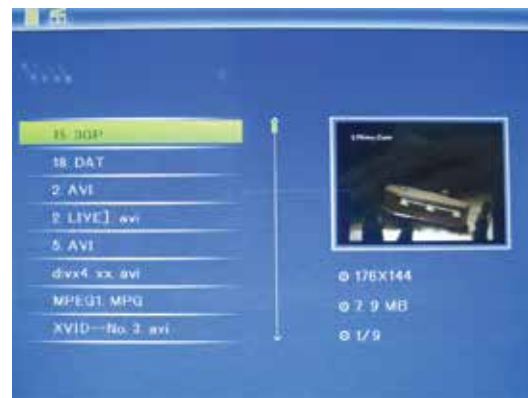 15. 3GP
18. DAT
2. AVI
2. LIVE]. avi
5. AVI
divx4. xx. avi
MPEG1. MPG
XVID--No. 3. avi
176X144
7. 9 MB
1/9